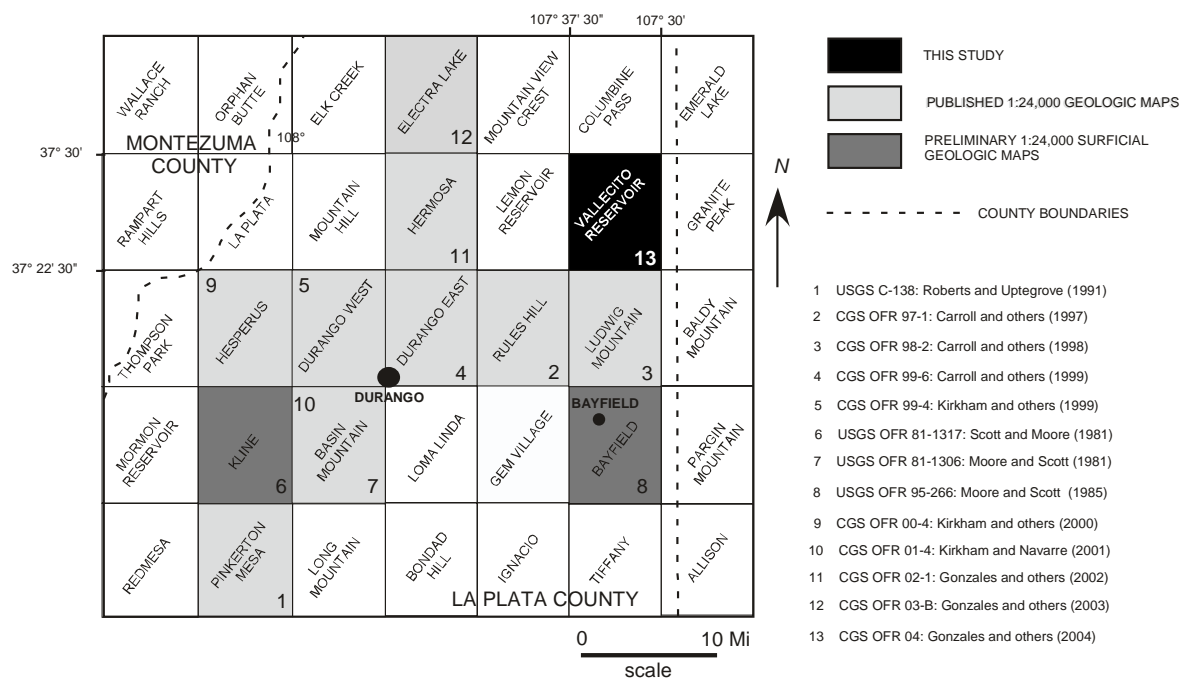 107° 37' 30" 107° 30'
WALLACE
RANCH
ORPHAN
BUTTE
ELK CREEK
ELECTRA LAKE
12
MOUNTAIN VIEW
CREST
COLUMBINE
PASS
EMERALD
LAKE
MONTEZUMA
COUNTY
108°
37° 30'
RAMPART
HILLS
LA PLATA
MOUNTAIN
HILL
HERMOSA
11
LEMON
RESERVOIR
VALLECITO
RESERVOIR
13
GRANITE
PEAK
37° 22' 30"
THOMPSON
PARK
9
HESPERUS
5
DURANGO WEST
DURANGO EAST
4
RULES HILL
2
LUDWIG
MOUNTAIN
3
BALDY
MOUNTAIN
DURANGO
BAYFIELD
MORMON
RESERVOIR
KLINE
6
10
BASIN
MOUNTAIN
7
LOMA LINDA
GEM VILLAGE
BAYFIELD
8
PARGIN
MOUNTAIN
REDMESA
PINKERTON
MESA
1
LONG
MOUNTAIN
BONDAD
HILL
IGNACIO
TIFFANY
ALLISON
LA PLATA COUNTY
0 10 Mi
scale
THIS STUDY
PUBLISHED 1:24,000 GEOLOGIC MAPS
PRELIMINARY 1:24,000 SURFICIAL
GEOLOGIC MAPS
N
COUNTY BOUNDARIES
1 USGS C-138: Roberts and Uptegrove (1991)
2 CGS OFR 97-1: Carroll and others (1997)
3 CGS OFR 98-2: Carroll and others (1998)
4 CGS OFR 99-6: Carroll and others (1999)
5 CGS OFR 99-4: Kirkham and others (1999)
6 USGS OFR 81-1317: Scott and Moore (1981)
7 USGS OFR 81-1306: Moore and Scott (1981)
8 USGS OFR 95-266: Moore and Scott (1985)
9 CGS OFR 00-4: Kirkham and others (2000)
10 CGS OFR 01-4: Kirkham and Navarre (2001)
11 CGS OFR 02-1: Gonzales and others (2002)
12 CGS OFR 03-B: Gonzales and others (2003)
13 CGS OFR 04: Gonzales and others (2004)